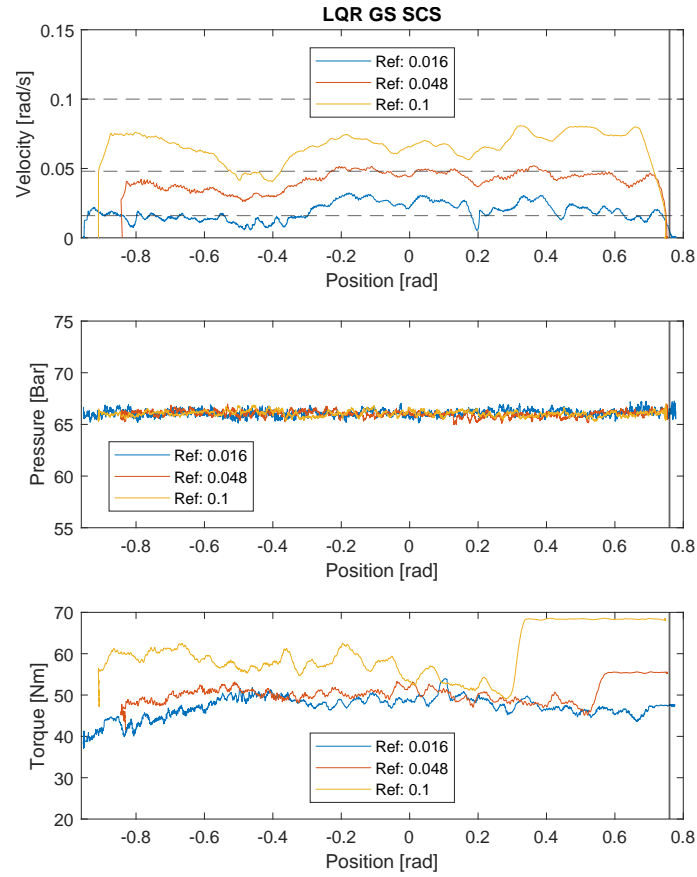 LQR GS SCS
0.15
0.1
0.05
0
Velocity [rad/s]
Ref: 0.016
Ref: 0.048
Ref: 0.1
-0.8 -0.6 -0.4 -0.2 0 0.2 0.4 0.6 0.8
Position [rad]
75
70
65
60
55
Pressure [Bar]
Ref: 0.016
Ref: 0.048
Ref: 0.1
-0.8 -0.6 -0.4 -0.2 0 0.2 0.4 0.6 0.8
Position [rad]
70
60
50
40
30
20
Torque [Nm]
Ref: 0.016
Ref: 0.048
Ref: 0.1
-0.8 -0.6 -0.4 -0.2 0 0.2 0.4 0.6 0.8
Position [rad]